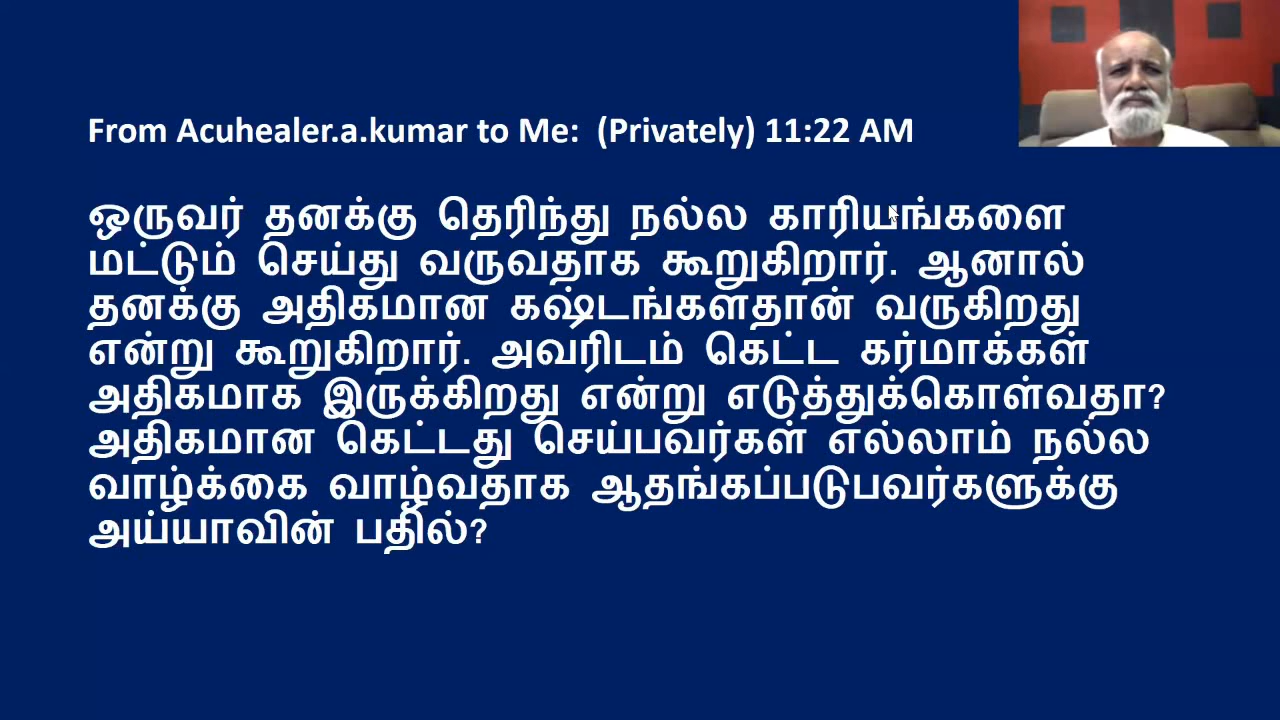 From Acuhealer.a.kumar to Me:  (Privately) 11:22 AM
ஒருவர் தனக்கு தெரிந்து நல்ல காரியங்களை
மட்டும் செய்து வருவதாக கூறுகிறார். ஆனால்
தனக்கு அதிகமான கஷ்டங்களதான் வருகிறது
என்று கூறுகிறார். அவரிடம் கெட்ட கர்மாக்கள்
அதிகமாக இருக்கிறது என்று எடுத்துக்கொள்வதா?
அதிகமான கெட்டது செய்பவர்கள் எல்லாம் நல்ல
வாழ்க்கை வாழ்வதாக ஆதங்கப்படுபவர்களுக்கு
அய்யாவின் பதில்?